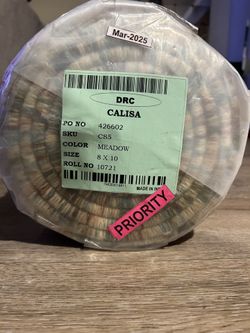 Mar-2025
DRC
CALISA
PO NO 426602
SKU CS5
COLOR MEADOW
SIZE 8 X 10
ROLL NO 10721
MADE IN
PRIORITY